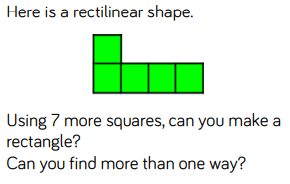 Here is a rectilinear shape.
Using 7 more squares, can you make a
rectangle?
Can you find more than one way?